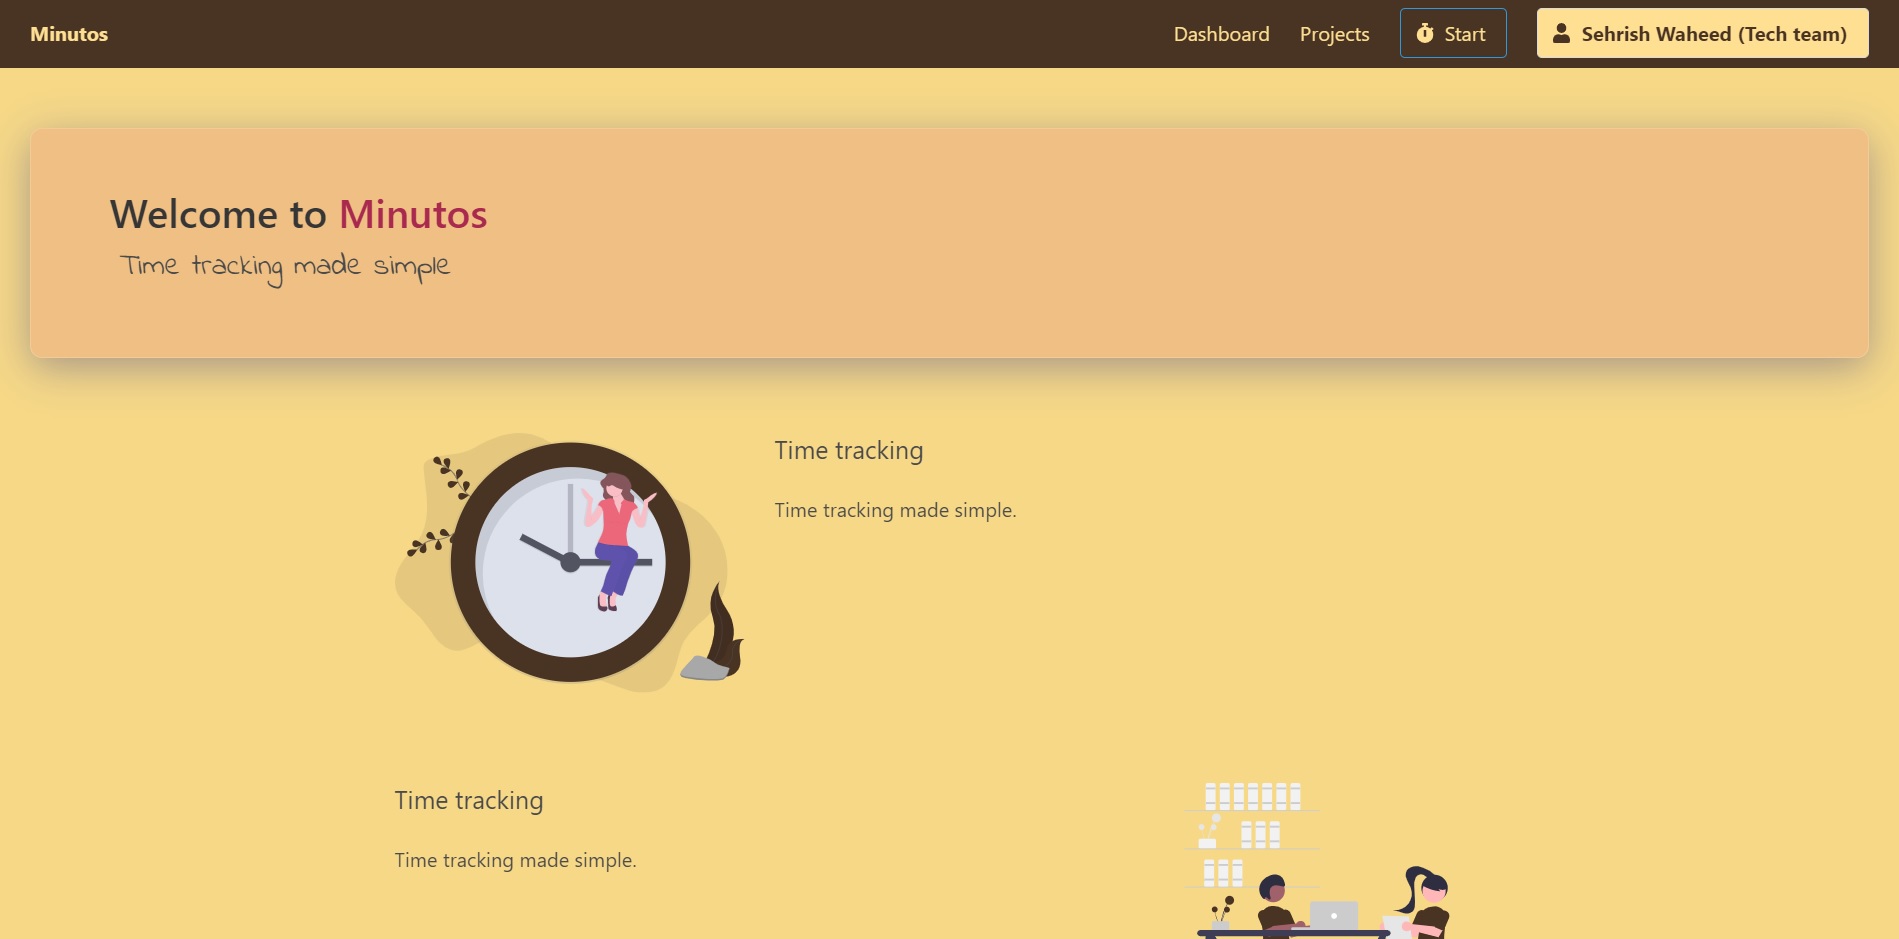 Minutos
Dashboard
Projects
Start
Sehrish Waheed (Tech team)
Welcome to Minutos
Time tracking made simple
Time tracking
Time tracking made simple.
Time tracking
Time tracking made simple.